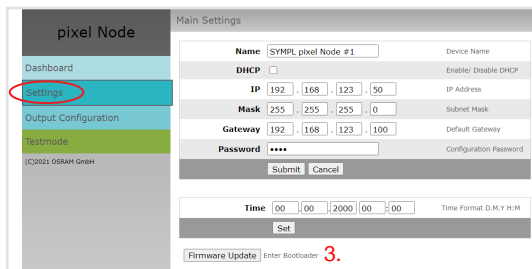 pixel Node
Dashboard
Settings
Output Configuration
Testmode
(C)2021 OSRAM GmbH
Main Settings
Name SYMPL pixel Node #1 Device Name
DHCP Enable/ Disable DHCP
IP 192 . 168 . 123 . 50 IP Address
Mask 255 . 255 . 255 . 0 Subnet Mask
Gateway 192 . 168 . 123 . 100 Default Gateway
Password •••• Configuration Password
Submit Cancel
Time 00 . 00 . 2000 00 : 00 Time Format D.M.Y H:M
Set
Firmware Update Enter Bootloader 3.